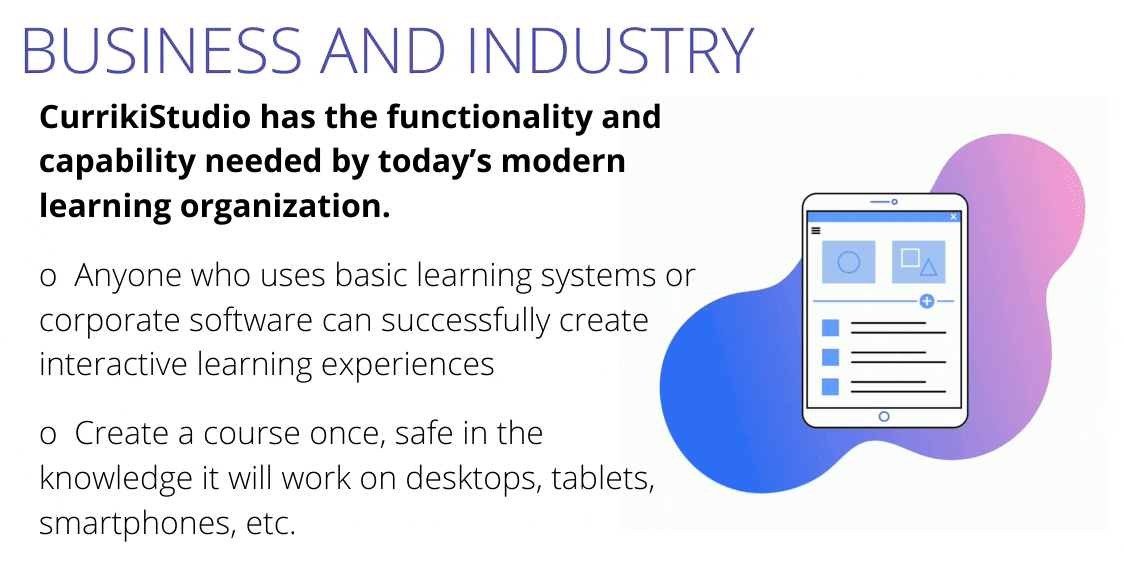 BUSINESS AND INDUSTRY
CurrikiStudio has the functionality and
capability needed by today’s modern
learning organization.
o  Anyone who uses basic learning systems or
corporate software can successfully create
interactive learning experiences
o  Create a course once, safe in the
knowledge it will work on desktops, tablets,
smartphones, etc.